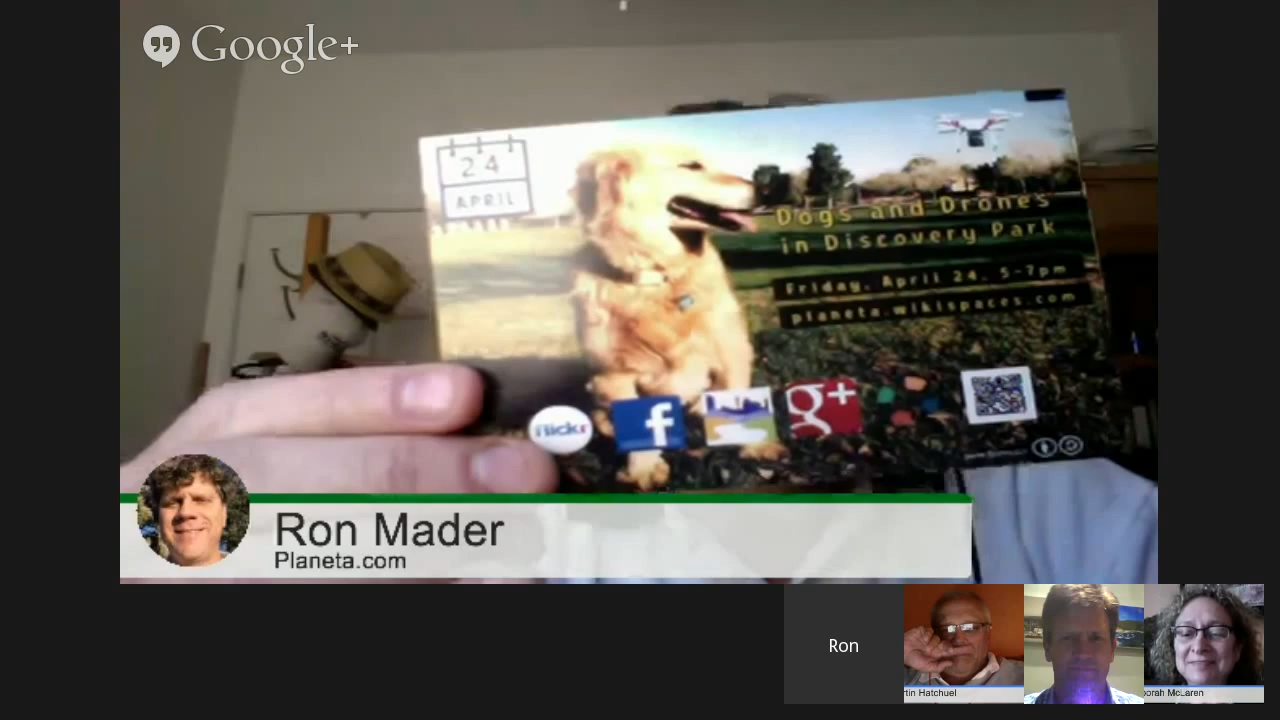 Google+
24
APRIL
Dogs and Drones
in Discovery Park
Friday, April 24, 5-7pm
planeta.wikispaces.com
flickr
f
g+
Ron Mader
Planeta.com
Ron
rtin Hatchuel
orah McLaren